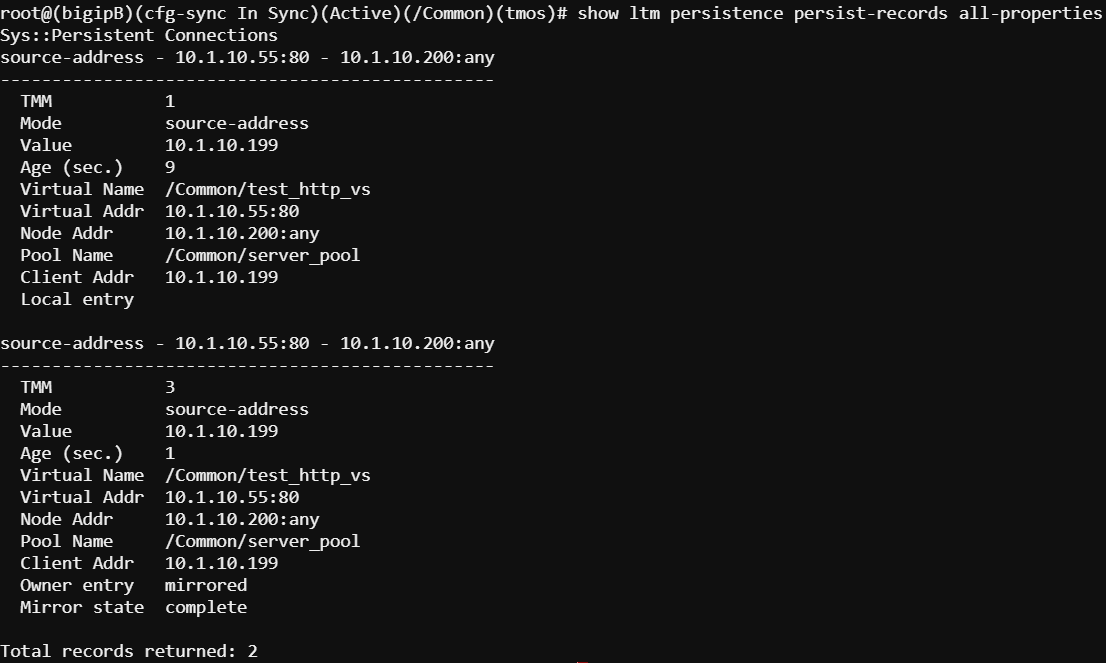 root@(bigipB)(cfg-sync In Sync)(Active)(/Common)(tmos)# show ltm persistence persist-records all-properties
Sys::Persistent Connections
source-address - 10.1.10.55:80 - 10.1.10.200:any
------------------------------------------------
TMM 1
Mode source-address
Value 10.1.10.199
Age (sec.) 9
Virtual Name /Common/test_http_vs
Virtual Addr 10.1.10.55:80
Node Addr 10.1.10.200:any
Pool Name /Common/server_pool
Client Addr 10.1.10.199
Local entry
source-address - 10.1.10.55:80 - 10.1.10.200:any
------------------------------------------------
TMM 3
Mode source-address
Value 10.1.10.199
Age (sec.) 1
Virtual Name /Common/test_http_vs
Virtual Addr 10.1.10.55:80
Node Addr 10.1.10.200:any
Pool Name /Common/server_pool
Client Addr 10.1.10.199
Owner entry mirrored
Mirror state complete
Total records returned: 2